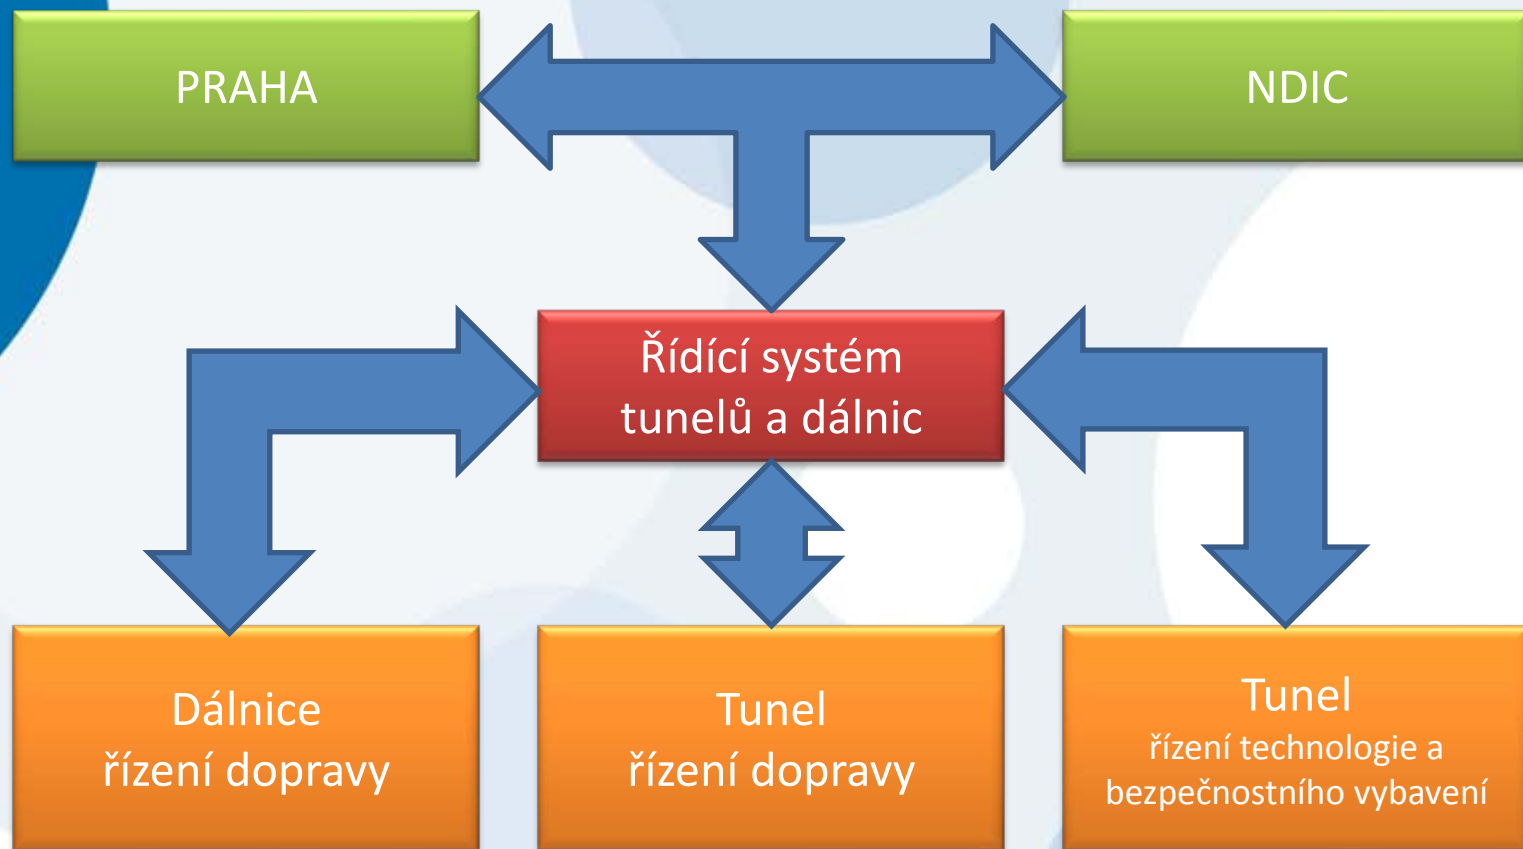 PRAHA
NDIC
Řídící systém
tunelů a dálnic
Dálnice
řízení dopravy
Tunel
řízení dopravy
Tunel
řízení technologie a
bezpečnostního vybavení